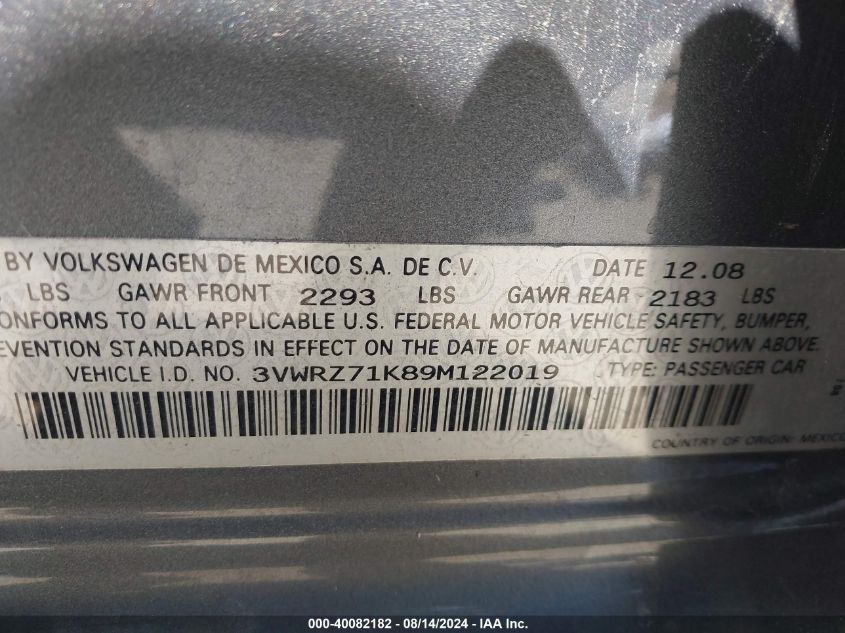 BY VOLKSWAGEN DE MEXICO S.A. DE C.V. DATE 12.08
LBS GAWR FRONT 2293 LBS GAWR REAR 2183 LBS
CONFORMS TO ALL APPLICABLE U.S. FEDERAL MOTOR VEHICLE SAFETY, BUMPER,
EVENTION STANDARDS IN EFFECT ON THE DATE OF MANUFACTURE SHOWN ABOVE.
VEHICLE I.D. NO. 3VWRZ71K89M122019 TYPE: PASSENGER CAR
COUNTRY OF ORIGIN: MEXICO
000-40082182 - 08/14/2024 - IAA Inc.